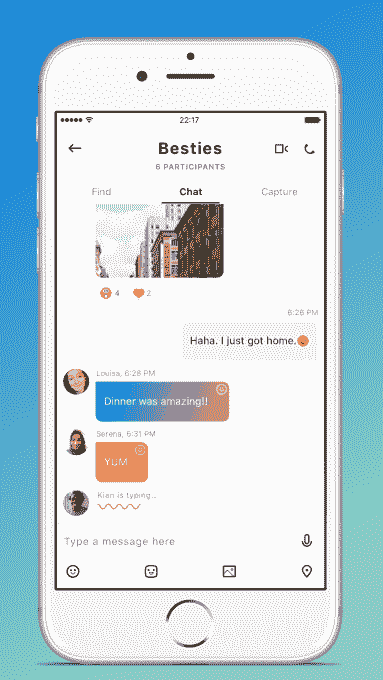 22:17
Besties
6 PARTICIPANTS
Find Chat Capture
4 2
6:26 PM
Haha. I just got home.
Louisa, 6:28 PM
Dinner was amazing!!
Serena, 6:31 PM
YUM
Kian is typing...
Type a message here